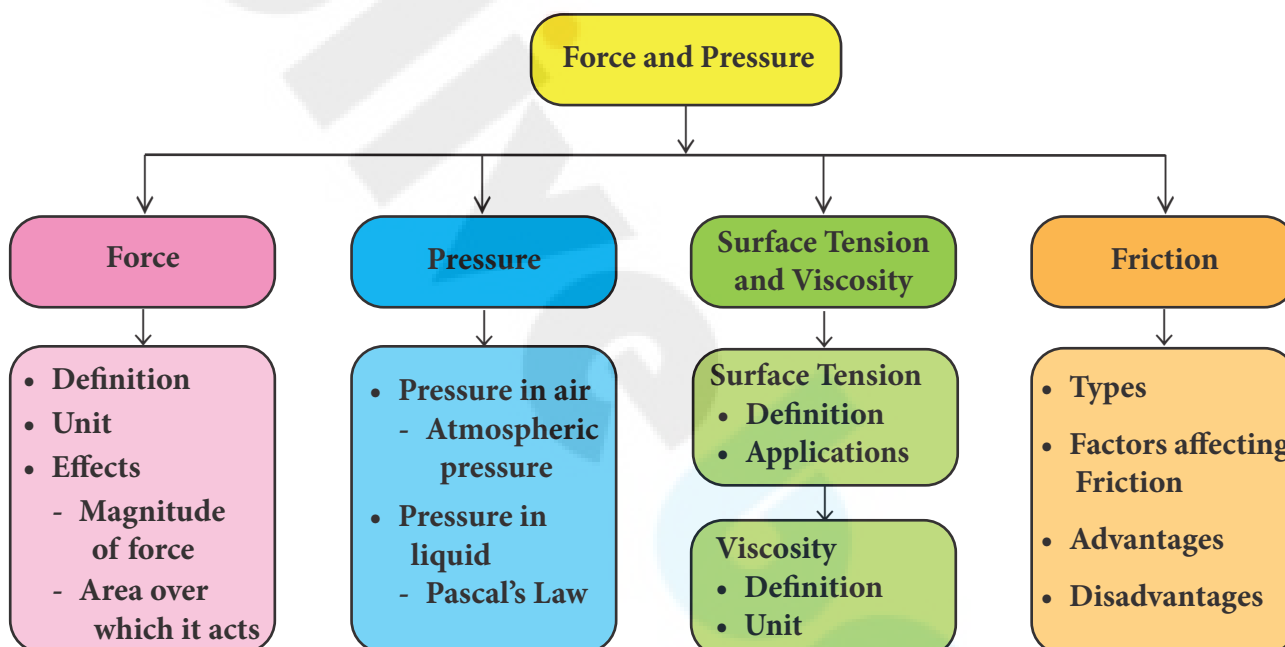 Force and Pressure
Force
Pressure
Surface Tension
and Viscosity
Friction
• Definition
• Unit
• Effects
- Magnitude
of force
- Area over
which it acts
• Pressure in air
- Atmospheric
pressure
• Pressure in
liquid
- Pascal's Law
Surface Tension
• Definition
• Applications
Viscosity
• Definition
• Unit
• Types
• Factors affecting
Friction
• Advantages
• Disadvantages